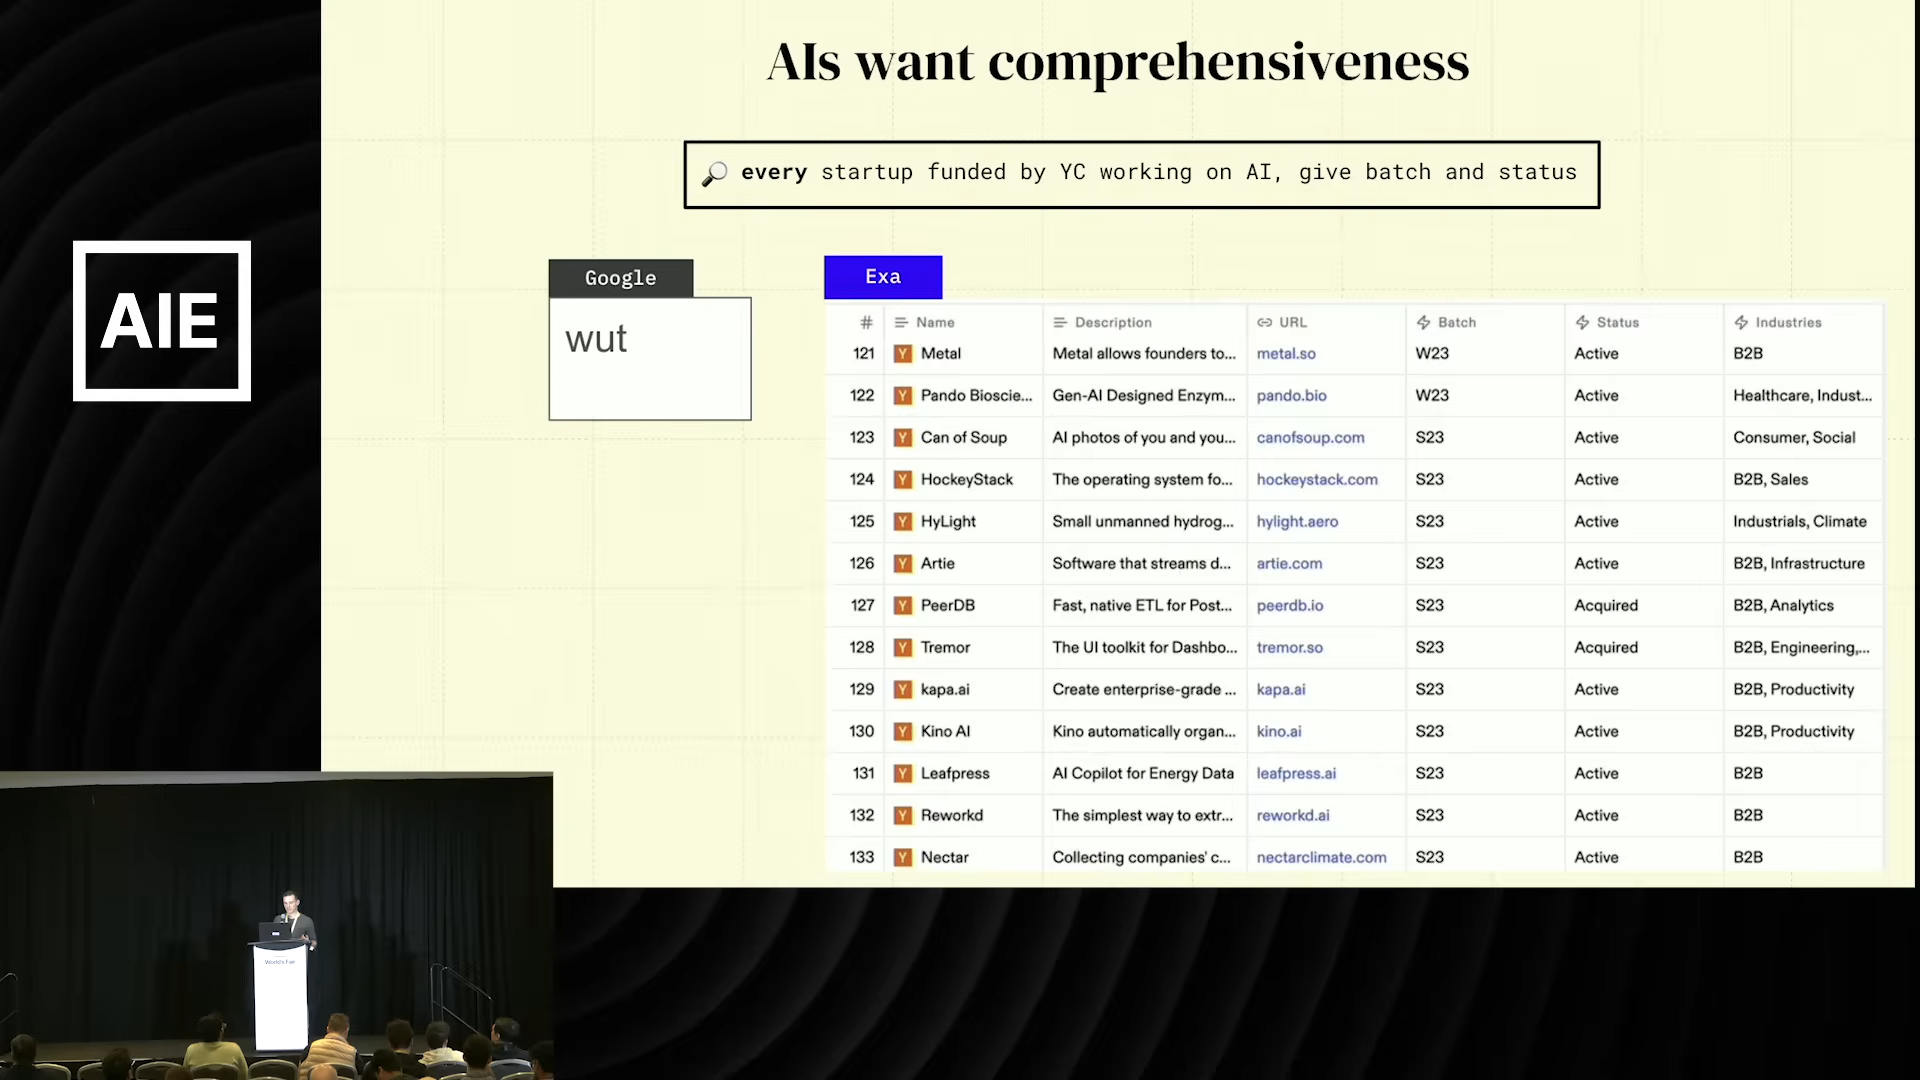 AIs want comprehensiveness
every startup funded by YC working on AI, give batch and status
AIE
Google
wut
Exa
# Name Description URL Batch Status Industries
121 Y Metal Metal allows founders to... metal.so W23 Active B2B
122 Y Pando Bioscie... Gen-AI Designed Enzym... pando.bio W23 Active Healthcare, Indust...
123 Y Can of Soup AI photos of you and you... canofsoup.com S23 Active Consumer, Social
124 Y HockeyStack The operating system fo... hockeystack.com S23 Active B2B, Sales
125 Y HyLight Small unmanned hydrog... hylight.aero S23 Active Industrials, Climate
126 Y Artie Software that streams d... artie.com S23 Active B2B, Infrastructure
127 Y PeerDB Fast, native ETL for Post... peerdb.io S23 Acquired B2B, Analytics
128 Y Tremor The UI toolkit for Dashbo... tremor.so S23 Acquired B2B, Engineering,...
129 Y kapa.ai Create enterprise-grade ... kapa.ai S23 Active B2B, Productivity
130 Y Kino AI Kino automatically organ... kino.ai S23 Active B2B, Productivity
131 Y Leafpress AI Copilot for Energy Data leafpress.ai S23 Active B2B
132 Y Reworkd The simplest way to extr... reworkd.ai S23 Active B2B
133 Y Nectar Collecting companies' c... nectarclimate.com S23 Active B2B
World's Fair